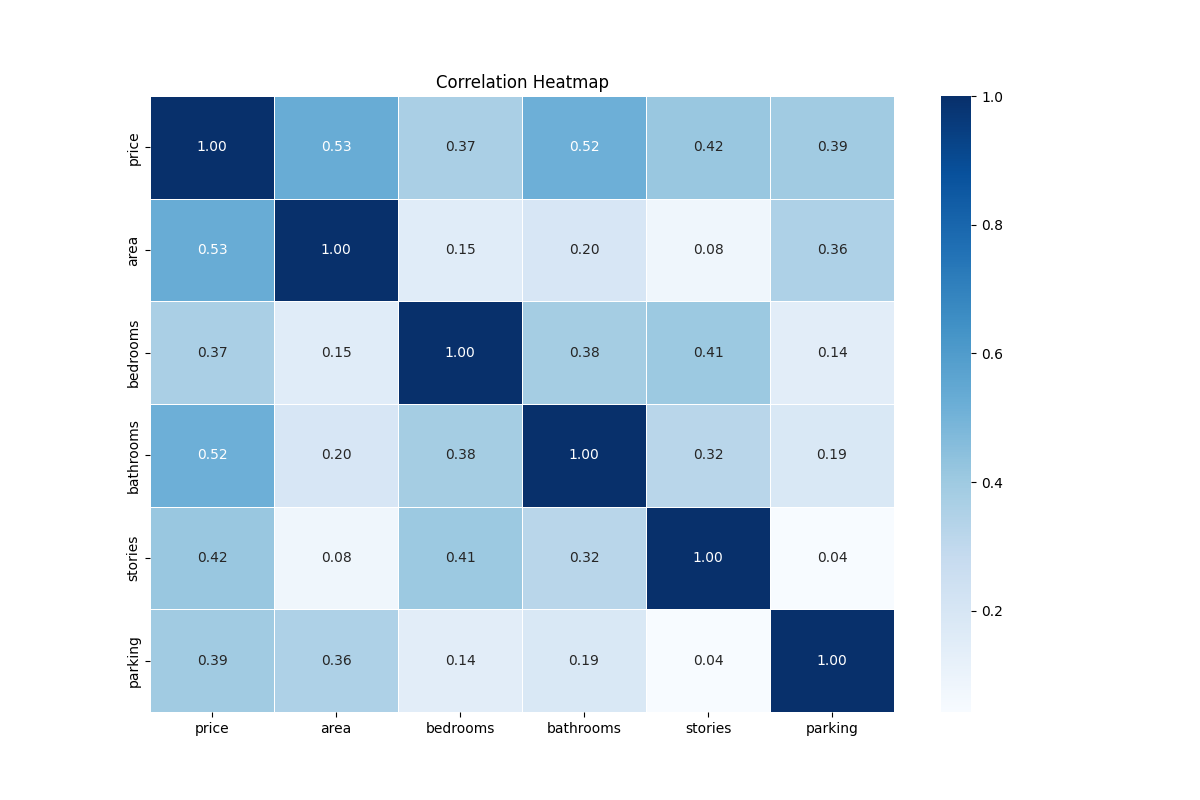 Correlation Heatmap
price 1.00 0.53 0.37 0.52 0.42 0.39
area 0.53 1.00 0.15 0.20 0.08 0.36
bedrooms 0.37 0.15 1.00 0.38 0.41 0.14
bathrooms 0.52 0.20 0.38 1.00 0.32 0.19
stories 0.42 0.08 0.41 0.32 1.00 0.04
parking 0.39 0.36 0.14 0.19 0.04 1.00
price area bedrooms bathrooms stories parking
1.0
0.8
0.6
0.4
0.2